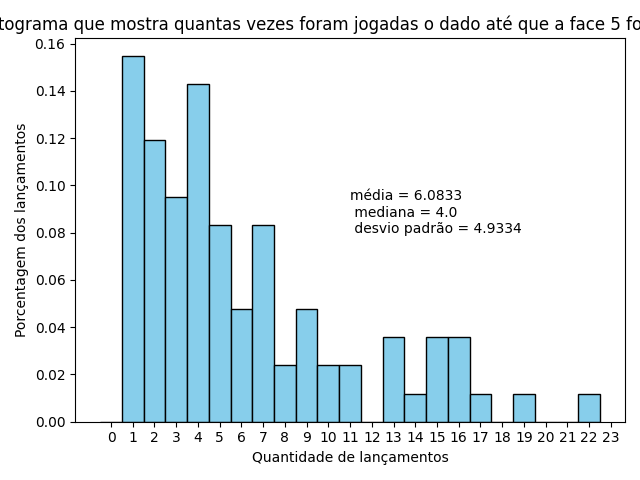 tograma que mostra quantas vezes foram jogadas o dado até que a face 5 fo
0.16
0.14
0.12
0.10
0.08
0.06
0.04
0.02
0.00
Porcentagem dos lançamentos
média = 6.0833
mediana = 4.0
desvio padrão = 4.9334
0 1 2 3 4 5 6 7 8 9 10 11 12 13 14 15 16 17 18 19 20 21 22 23
Quantidade de lançamentos